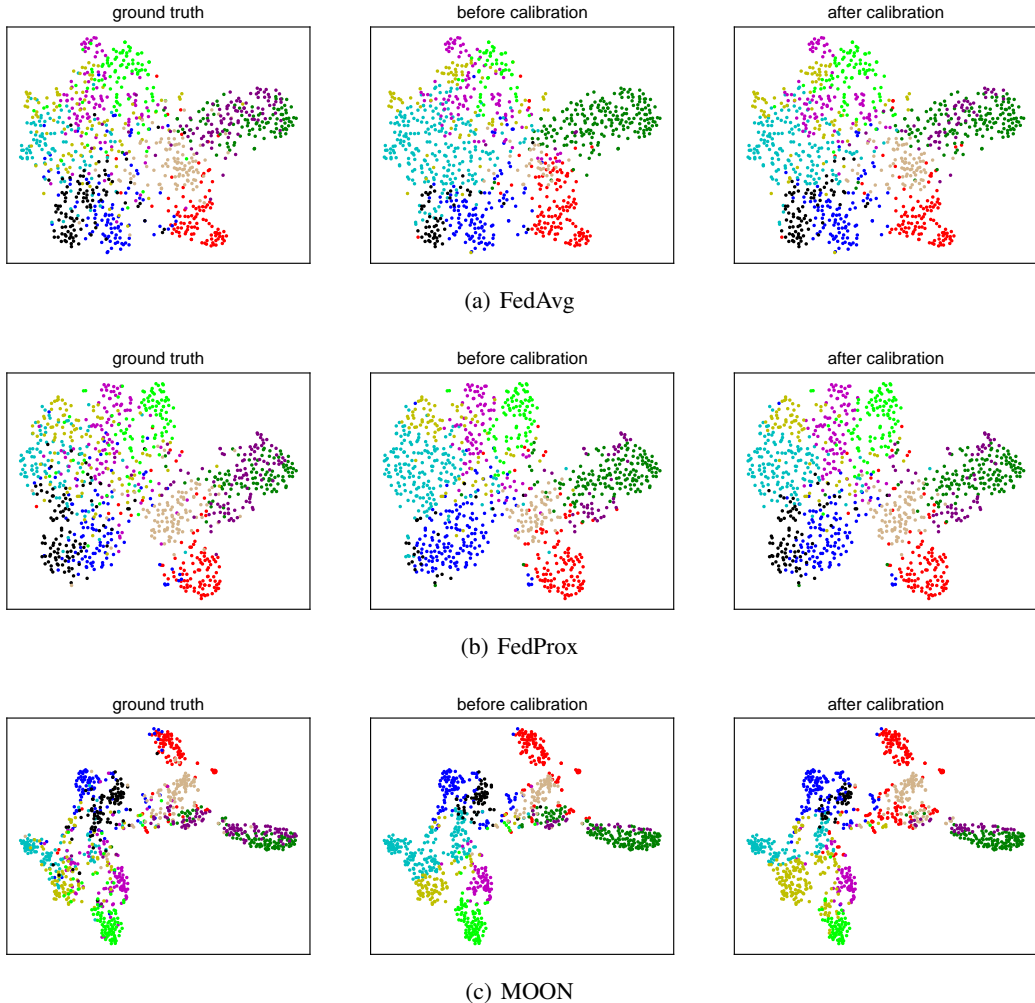 ground truth before calibration after calibration
(a) FedAvg
ground truth before calibration after calibration
(b) FedProx
ground truth before calibration after calibration
(c) MOON